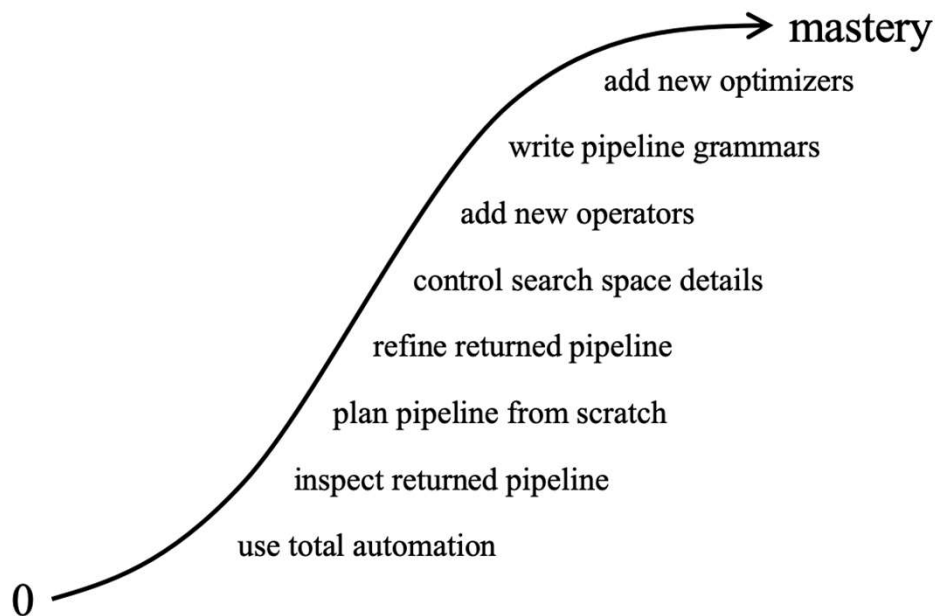 mastery
add new optimizers
write pipeline grammars
add new operators
control search space details
refine returned pipeline
plan pipeline from scratch
inspect returned pipeline
use total automation
0